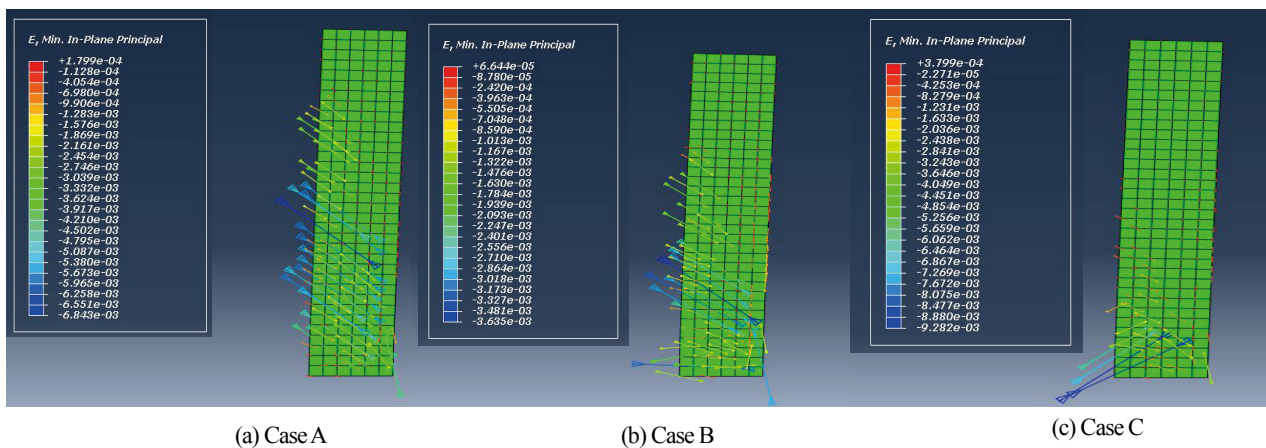 E, Min. In-Plane Principal
+1.799e-04
-1.128e-04
-4.054e-04
-6.980e-04
-9.906e-04
-1.283e-03
-1.576e-03
-1.869e-03
-2.161e-03
-2.454e-03
-2.746e-03
-3.039e-03
-3.332e-03
-3.624e-03
-3.917e-03
-4.210e-03
-4.502e-03
-4.795e-03
-5.087e-03
-5.380e-03
-5.673e-03
-5.965e-03
-6.258e-03
-6.551e-03
-6.843e-03
E, Min. In-Plane Principal
+6.644e-05
-8.780e-05
-2.420e-04
-3.963e-04
-5.505e-04
-7.048e-04
-8.590e-04
-1.013e-03
-1.167e-03
-1.322e-03
-1.476e-03
-1.630e-03
-1.784e-03
-1.939e-03
-2.093e-03
-2.247e-03
-2.401e-03
-2.556e-03
-2.710e-03
-2.864e-03
-3.018e-03
-3.173e-03
-3.327e-03
-3.481e-03
-3.635e-03
E, Min. In-Plane Principal
+3.799e-04
-2.271e-05
-4.253e-04
-8.279e-04
-1.231e-03
-1.633e-03
-2.036e-03
-2.438e-03
-2.841e-03
-3.243e-03
-3.646e-03
-4.049e-03
-4.451e-03
-4.854e-03
-5.256e-03
-5.659e-03
-6.062e-03
-6.464e-03
-6.867e-03
-7.269e-03
-7.672e-03
-8.075e-03
-8.477e-03
-8.880e-03
-9.282e-03
(a) Case A
(b) Case B
(c) Case C